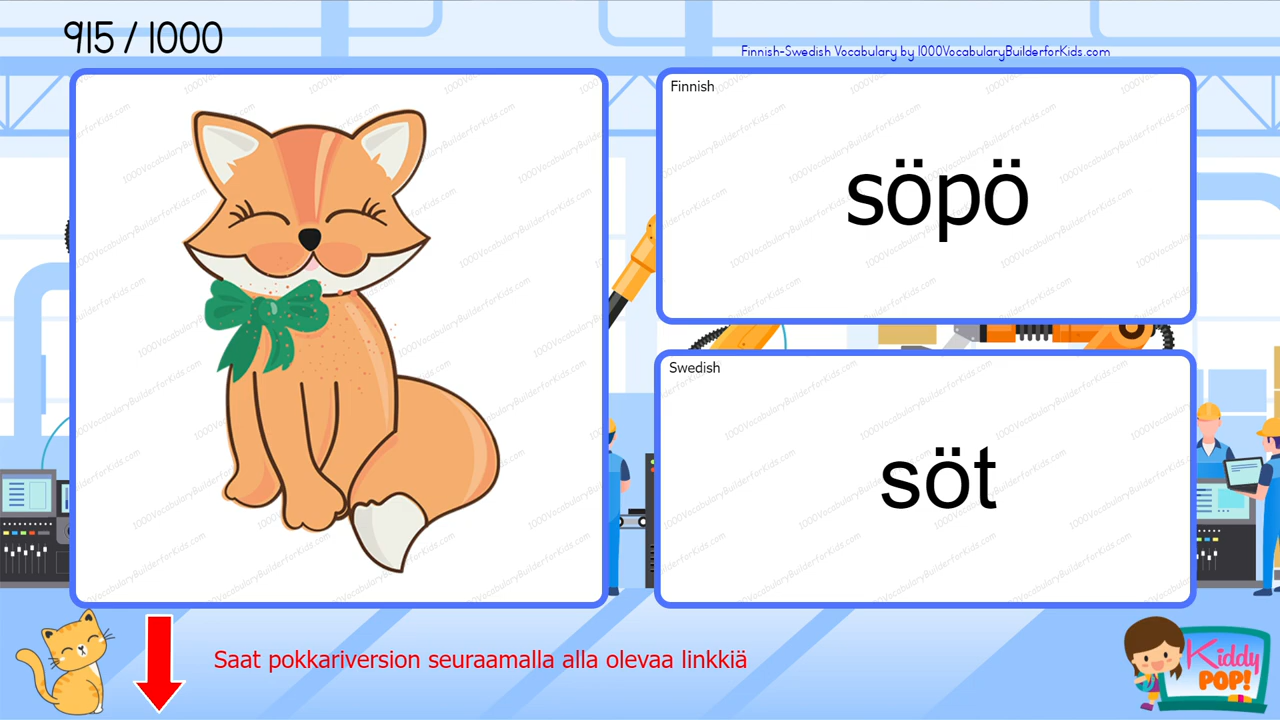 915 / 1000
Finnish-Swedish Vocabulary by 1000VocabularyBuilderforKids.com
Finnish
söpö
Swedish
söt
Saat pokkariversion seuraamalla alla olevaa linkkiä
Kiddy
POP!